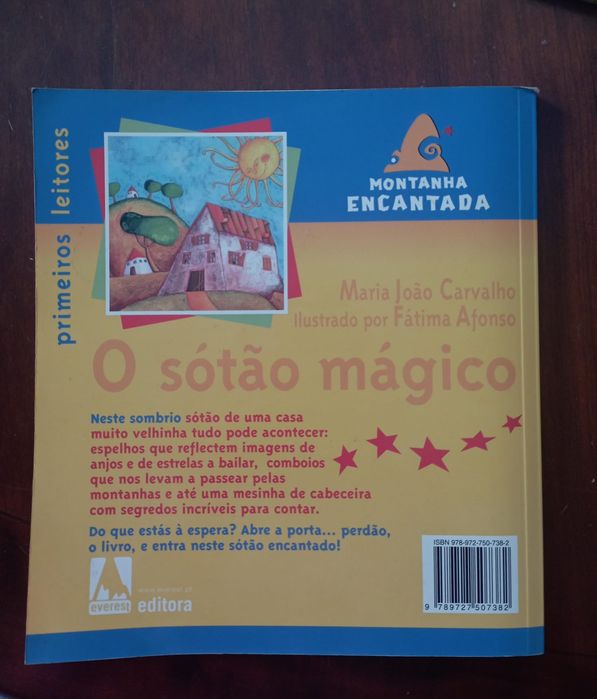 primeiros leitores
MONTANHA
ENCANTADA
Maria João Carvalho
Ilustrado por Fátima Afonso
O sótão mágico
Neste sombrio sótão de uma casa
muito velhinha tudo pode acontecer:
espelhos que reflectem imagens de
anjos e de estrelas a bailar, comboios
que nos levam a passear pelas
montanhas e até uma mesinha de cabeceira
com segredos incríveis para contar.
Do que estás à espera? Abre a porta... perdão,
o livro, e entra neste sótão encantado!
everest
www.everest.pt
editora
ISBN 978-972-750-738-2
9 789727 507382